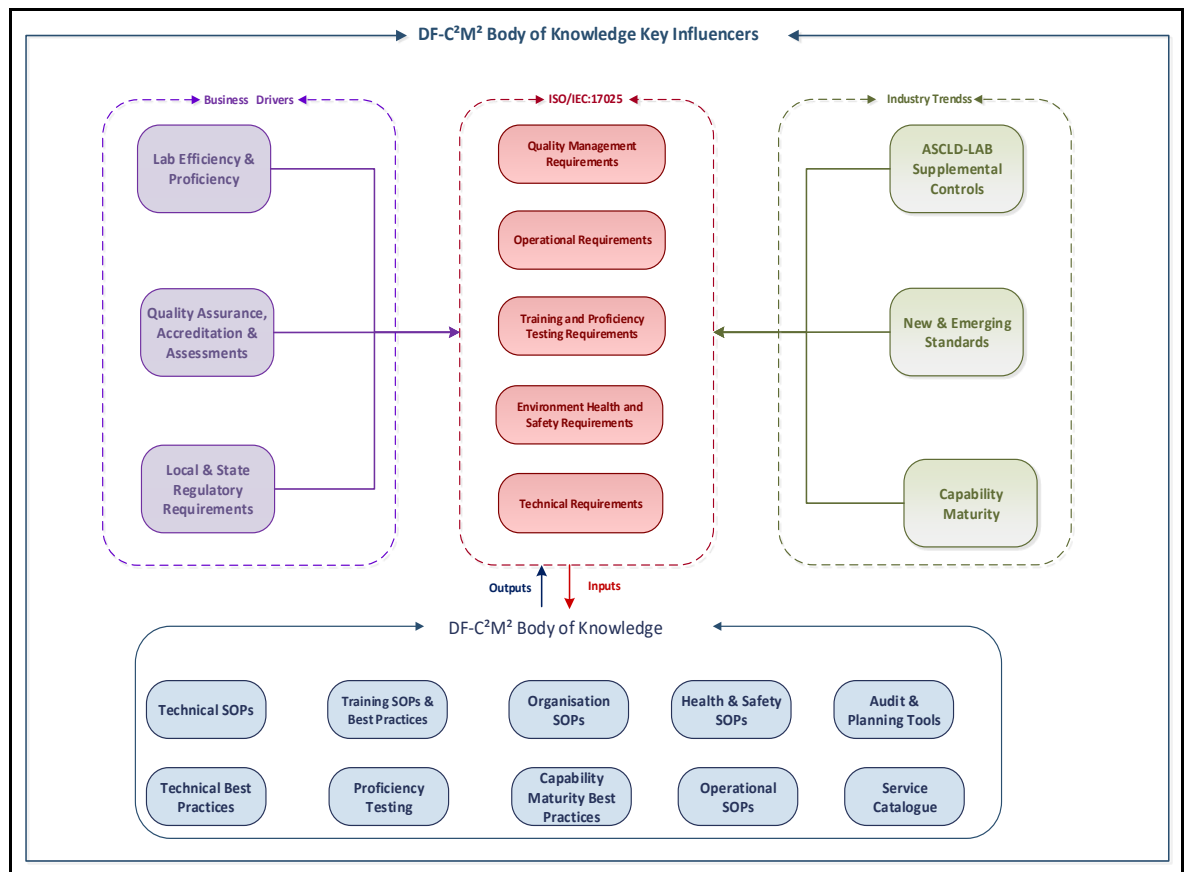 DF-C²M² Body of Knowledge Key Influencers
Business Drivers
Lab Efficiency &
Proficiency
Quality Assurance,
Accreditation &
Assessments
Local & State
Regulatory
Requirements
ISO/IEC:17025
Quality Management
Requirements
Operational Requirements
Training and Proficiency
Testing Requirements
Environment Health and
Safety Requirements
Technical Requirements
Industry Trendss
ASCLD-LAB
Supplemental
Controls
New & Emerging
Standards
Capability
Maturity
Outputs
Inputs
DF-C²M² Body of Knowledge
Technical SOPs
Training SOPs &
Best Practices
Organisation
SOPs
Health & Safety
SOPs
Audit &
Planning Tools
Technical Best
Practices
Proficiency
Testing
Capability
Maturity Best
Practices
Operational
SOPs
Service
Catalogue